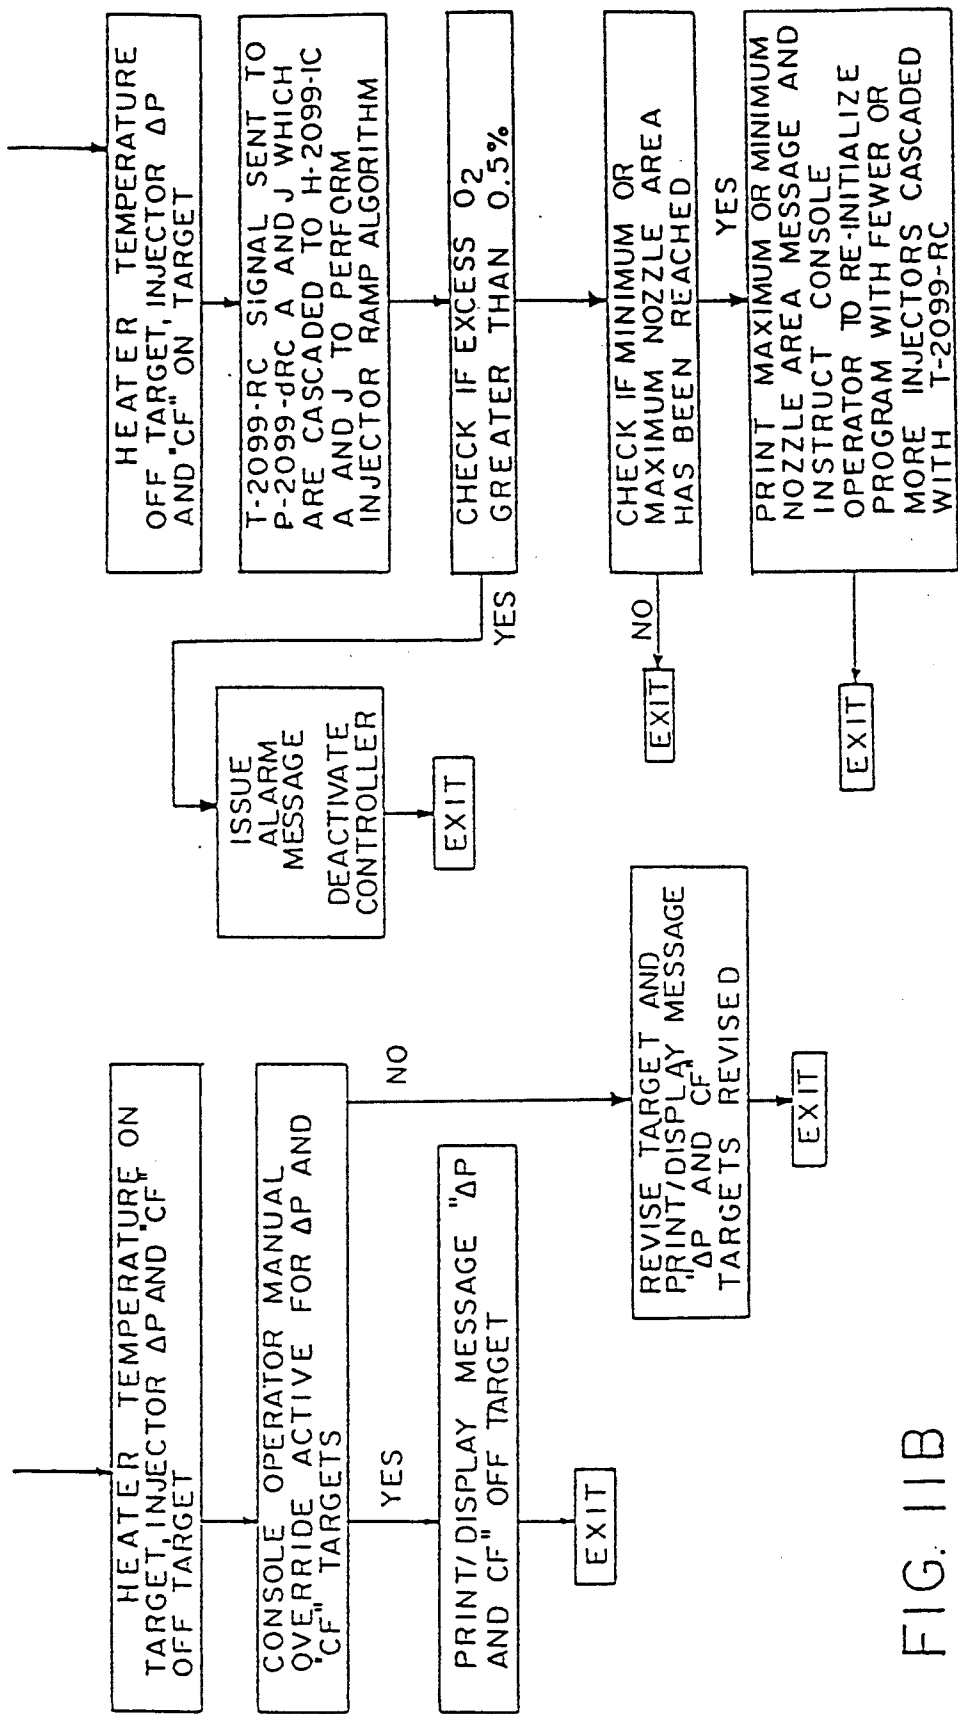 HEATER TEMPERATURE ON
TARGET, INJECTOR ΔP AND "CF"
OFF TARGET
CONSOLE OPERATOR MANUAL
OVERRIDE ACTIVE FOR ΔP AND
"CF" TARGETS
YES
NO
PRINT/DISPLAY MESSAGE "ΔP
AND CF" OFF TARGET
EXIT
REVISE TARGET AND
PRINT/DISPLAY MESSAGE
"ΔP AND CF"
TARGETS REVISED
EXIT
HEATER TEMPERATURE
OFF TARGET, INJECTOR ΔP
AND "CF" ON TARGET
T-2099-RC SIGNAL SENT TO
P-2099-dRC A AND J WHICH
ARE CASCADED TO H-2099-IC
A AND J TO PERFORM
INJECTOR RAMP ALGORITHM
CHECK IF EXCESS O2
GREATER THAN 0.5%
YES
ISSUE
ALARM
MESSAGE
DEACTIVATE
CONTROLLER
EXIT
CHECK IF MINIMUM OR
MAXIMUM NOZZLE AREA
HAS BEEN REACHED
NO
EXIT
YES
PRINT MAXIMUM OR MINIMUM
NOZZLE AREA MESSAGE AND
INSTRUCT CONSOLE
OPERATOR TO RE-INITIALIZE
PROGRAM WITH FEWER OR
MORE INJECTORS CASCADED
WITH T-2099-RC
EXIT
FIG. 11B